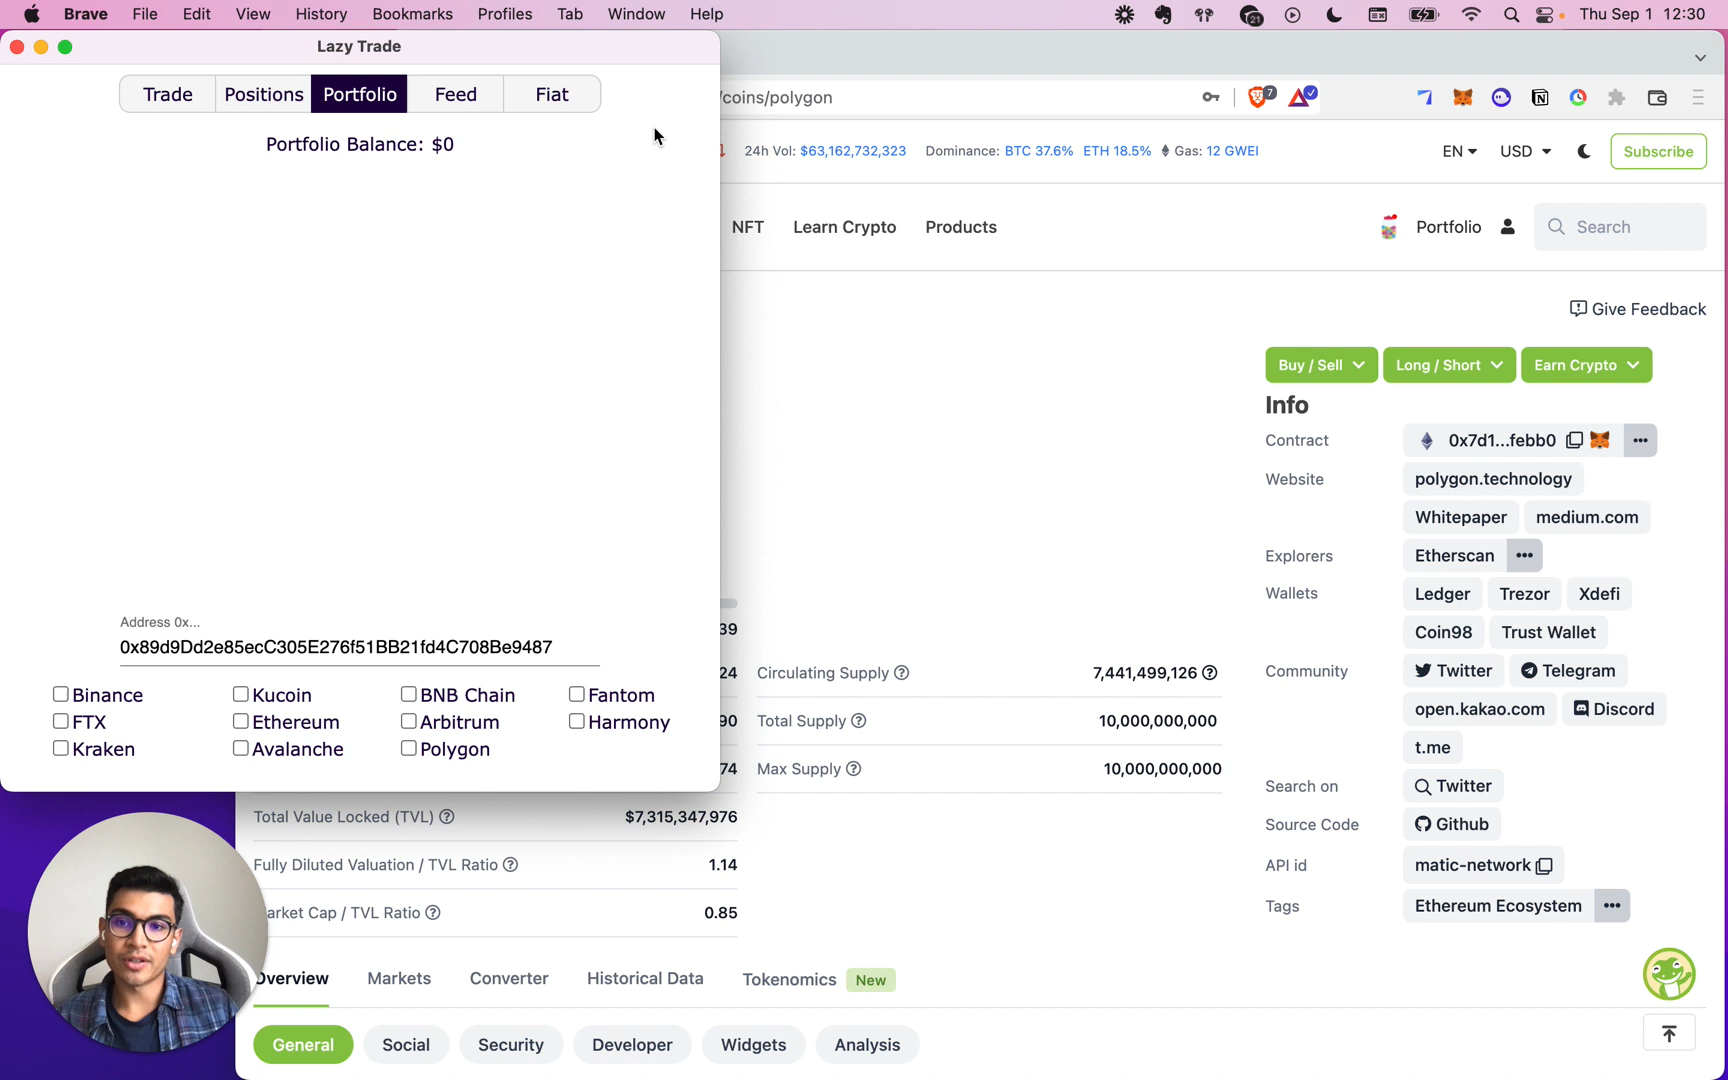 Brave File Edit View History Bookmarks Profiles Tab Window Help
21
Thu Sep 1 12:30
Lazy Trade
Trade Positions Portfolio Feed Fiat
Portfolio Balance: $0
Address 0x...
0x89d9Dd2e85ecC305E276f51BB21fd4C708Be9487
Binance Kucoin BNB Chain Fantom
FTX Ethereum Arbitrum Harmony
Kraken Avalanche Polygon
/coins/polygon
7
24h Vol: $63,162,732,323 Dominance: BTC 37.6% ETH 18.5% Gas: 12 GWEI
EN USD Subscribe
NFT Learn Crypto Products
Portfolio Search
Give Feedback
Buy / Sell Long / Short Earn Crypto
Info
Contract 0x7d1...febb0
Website polygon.technology
Whitepaper medium.com
Explorers Etherscan
Wallets Ledger Trezor Xdefi
Coin98 Trust Wallet
Community Twitter Telegram
open.kakao.com Discord
t.me
Search on Twitter
Source Code Github
API id matic-network
Tags Ethereum Ecosystem
39
24 Circulating Supply 7,441,499,126
90 Total Supply 10,000,000,000
74 Max Supply 10,000,000,000
Total Value Locked (TVL) $7,315,347,976
Fully Diluted Valuation / TVL Ratio 1.14
arket Cap / TVL Ratio 0.85
Overview Markets Converter Historical Data Tokenomics New
General Social Security Developer Widgets Analysis